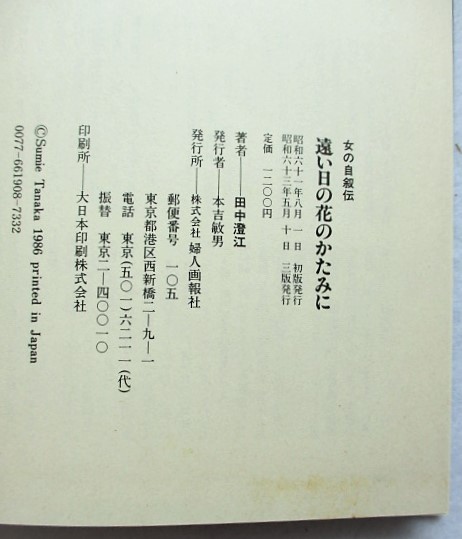 女の自叙伝
遠い日の花のかたみに
昭和六十一年八月 一 日 初版発行
昭和六十三年五月 十 日 三版発行
定価 一二〇〇円
著者——田中澄江
発行者——本吉敏男
発行所——株式会社 婦人画報社
郵便番号 一〇五
東京都港区西新橋二—九—一
電話 東京(五〇一)六二一一(代)
振替 東京二—四〇〇一〇
印刷所——大日本印刷株式会社
©Sumie Tanaka 1986 printed in Japan
0077-661908-7332